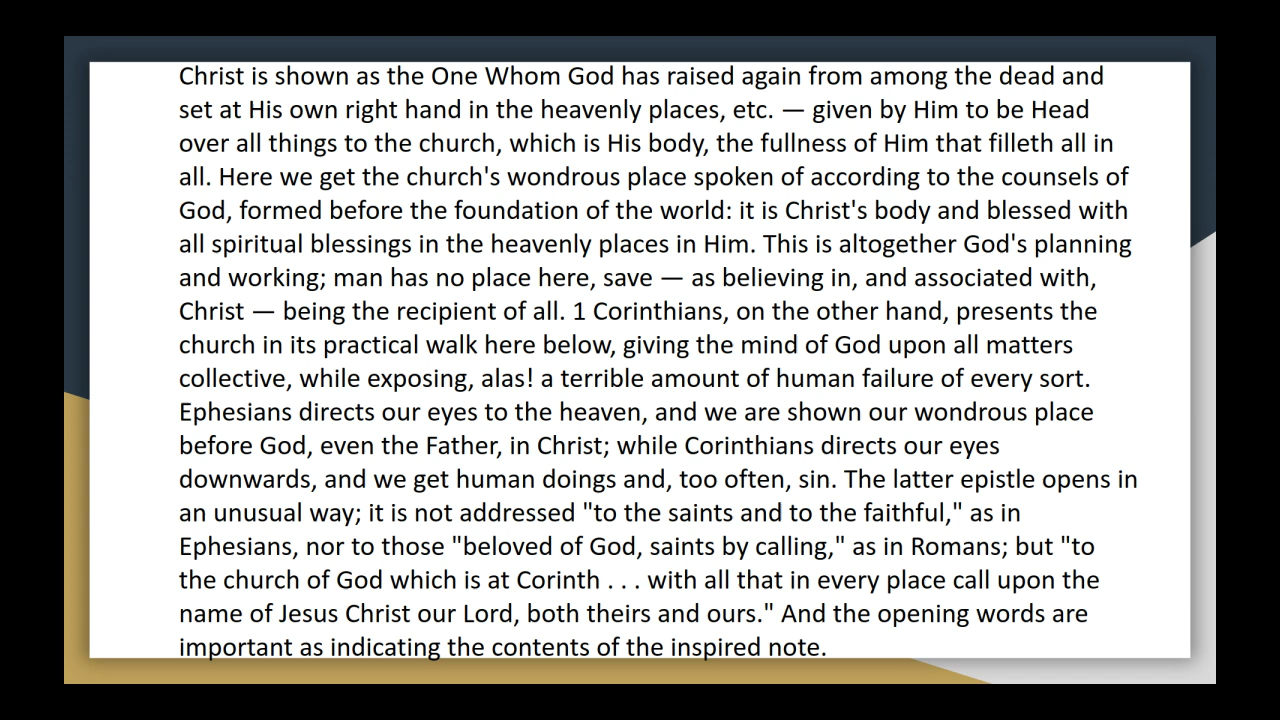 Christ is shown as the One Whom God has raised again from among the dead and
set at His own right hand in the heavenly places, etc. — given by Him to be Head
over all things to the church, which is His body, the fullness of Him that filleth all in
all. Here we get the church's wondrous place spoken of according to the counsels of
God, formed before the foundation of the world: it is Christ's body and blessed with
all spiritual blessings in the heavenly places in Him. This is altogether God's planning
and working; man has no place here, save — as believing in, and associated with,
Christ — being the recipient of all. 1 Corinthians, on the other hand, presents the
church in its practical walk here below, giving the mind of God upon all matters
collective, while exposing, alas! a terrible amount of human failure of every sort.
Ephesians directs our eyes to the heaven, and we are shown our wondrous place
before God, even the Father, in Christ; while Corinthians directs our eyes
downwards, and we get human doings and, too often, sin. The latter epistle opens in
an unusual way; it is not addressed "to the saints and to the faithful," as in
Ephesians, nor to those "beloved of God, saints by calling," as in Romans; but "to
the church of God which is at Corinth . . . with all that in every place call upon the
name of Jesus Christ our Lord, both theirs and ours." And the opening words are
important as indicating the contents of the inspired note.